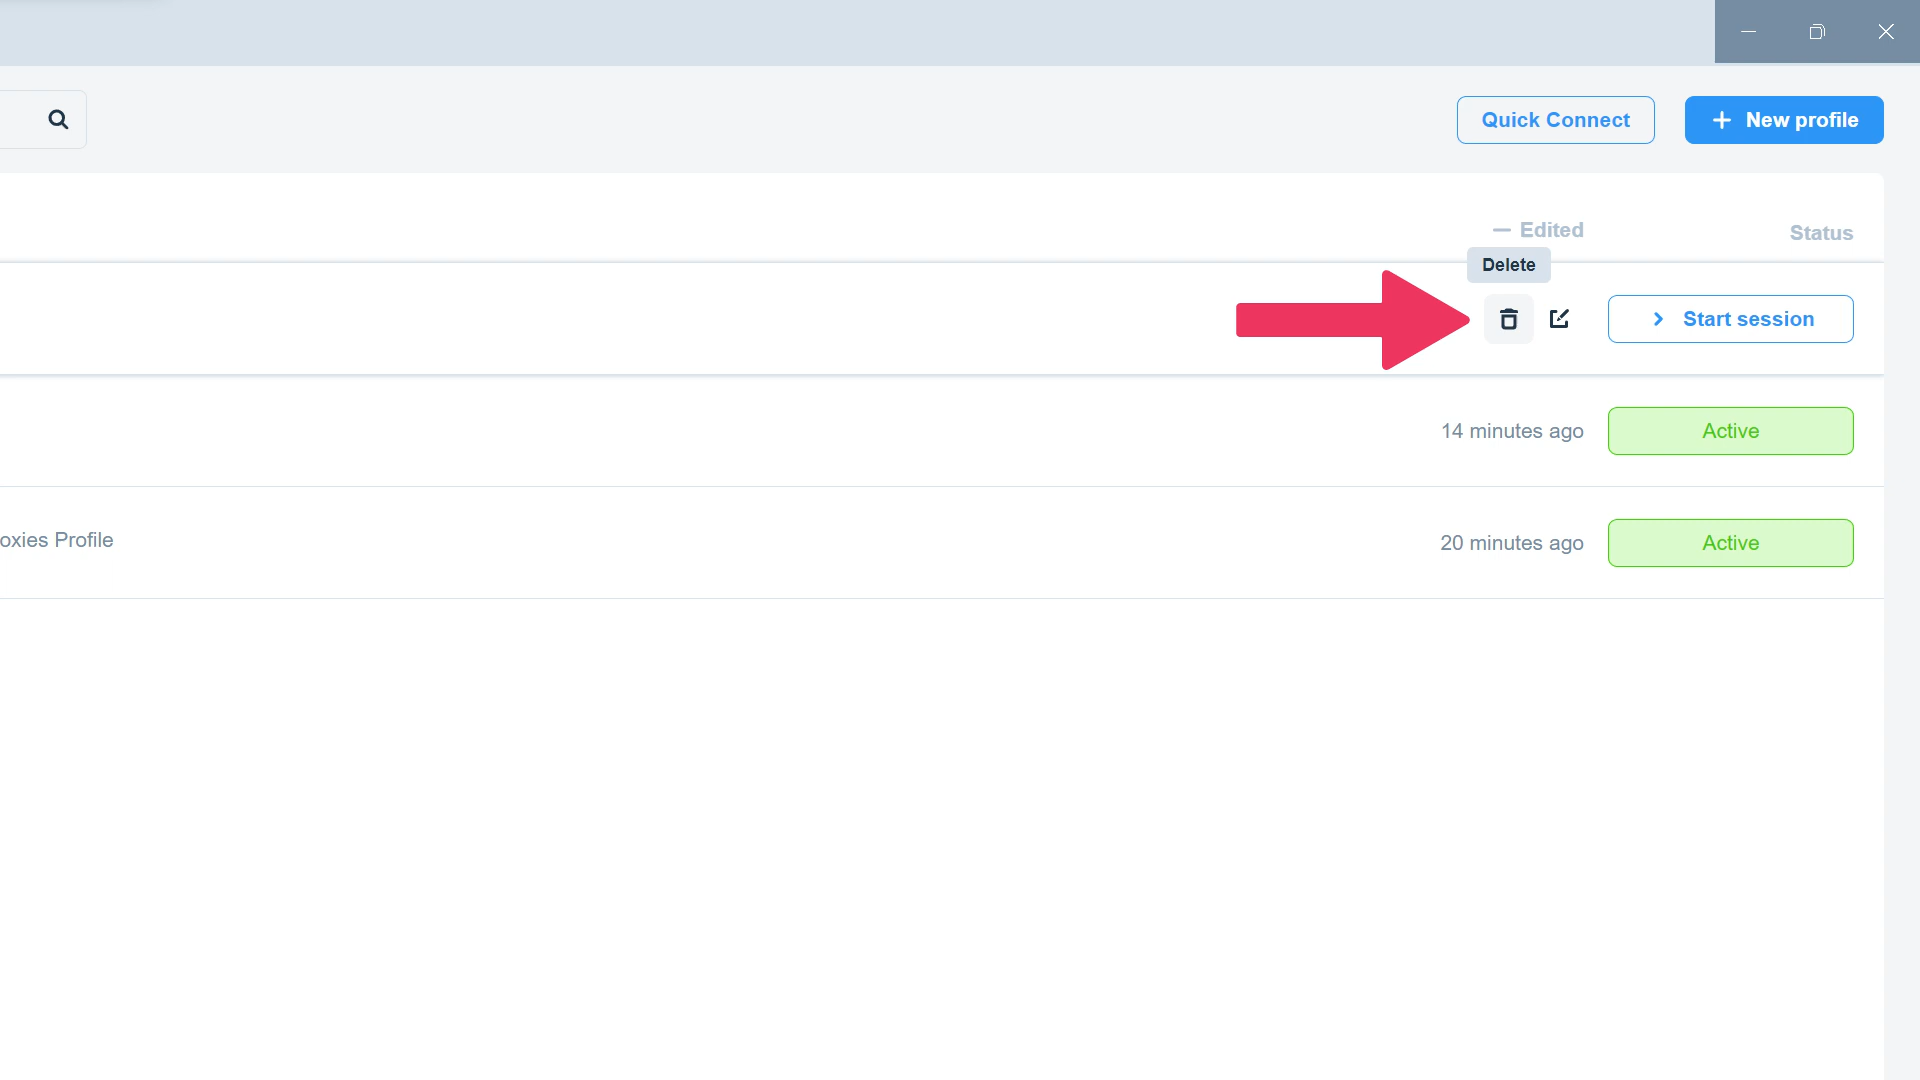 Quick Connect
New profile
Edited
Status
Delete
Start session
14 minutes ago
Active
oxies Profile
20 minutes ago
Active